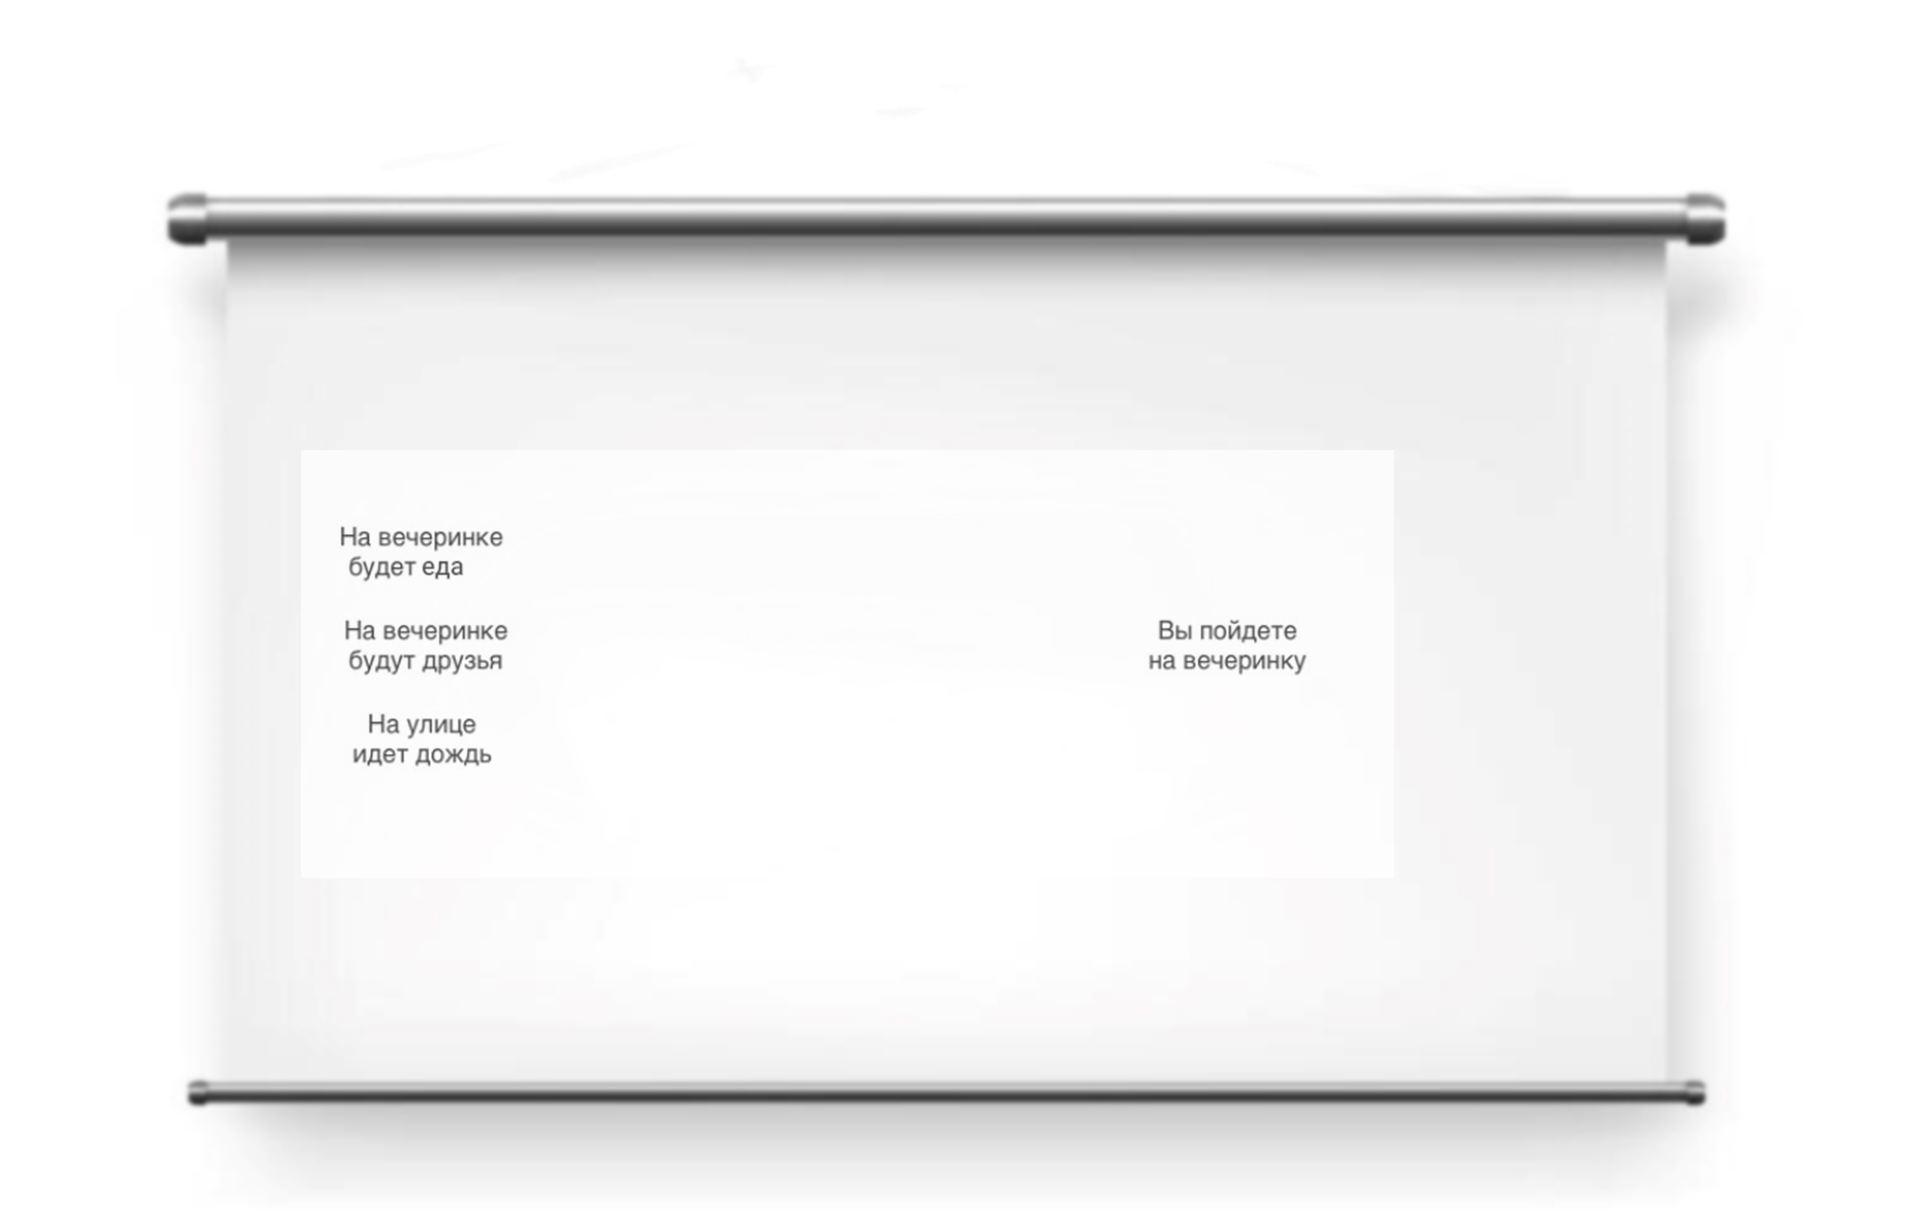 На вечеринке
будет еда
На вечеринке
будут друзья
На улице
идет дождь
Вы пойдете
на вечеринку